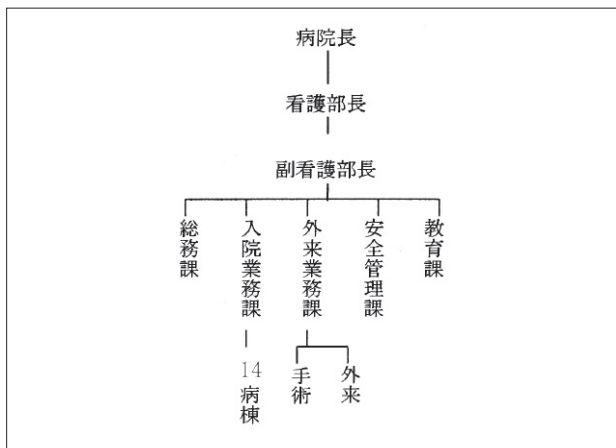 病院長
看護部長
副看護部長
総務課
入院業務課
外来業務課
安全管理課
教育課
14病棟
手術
外来